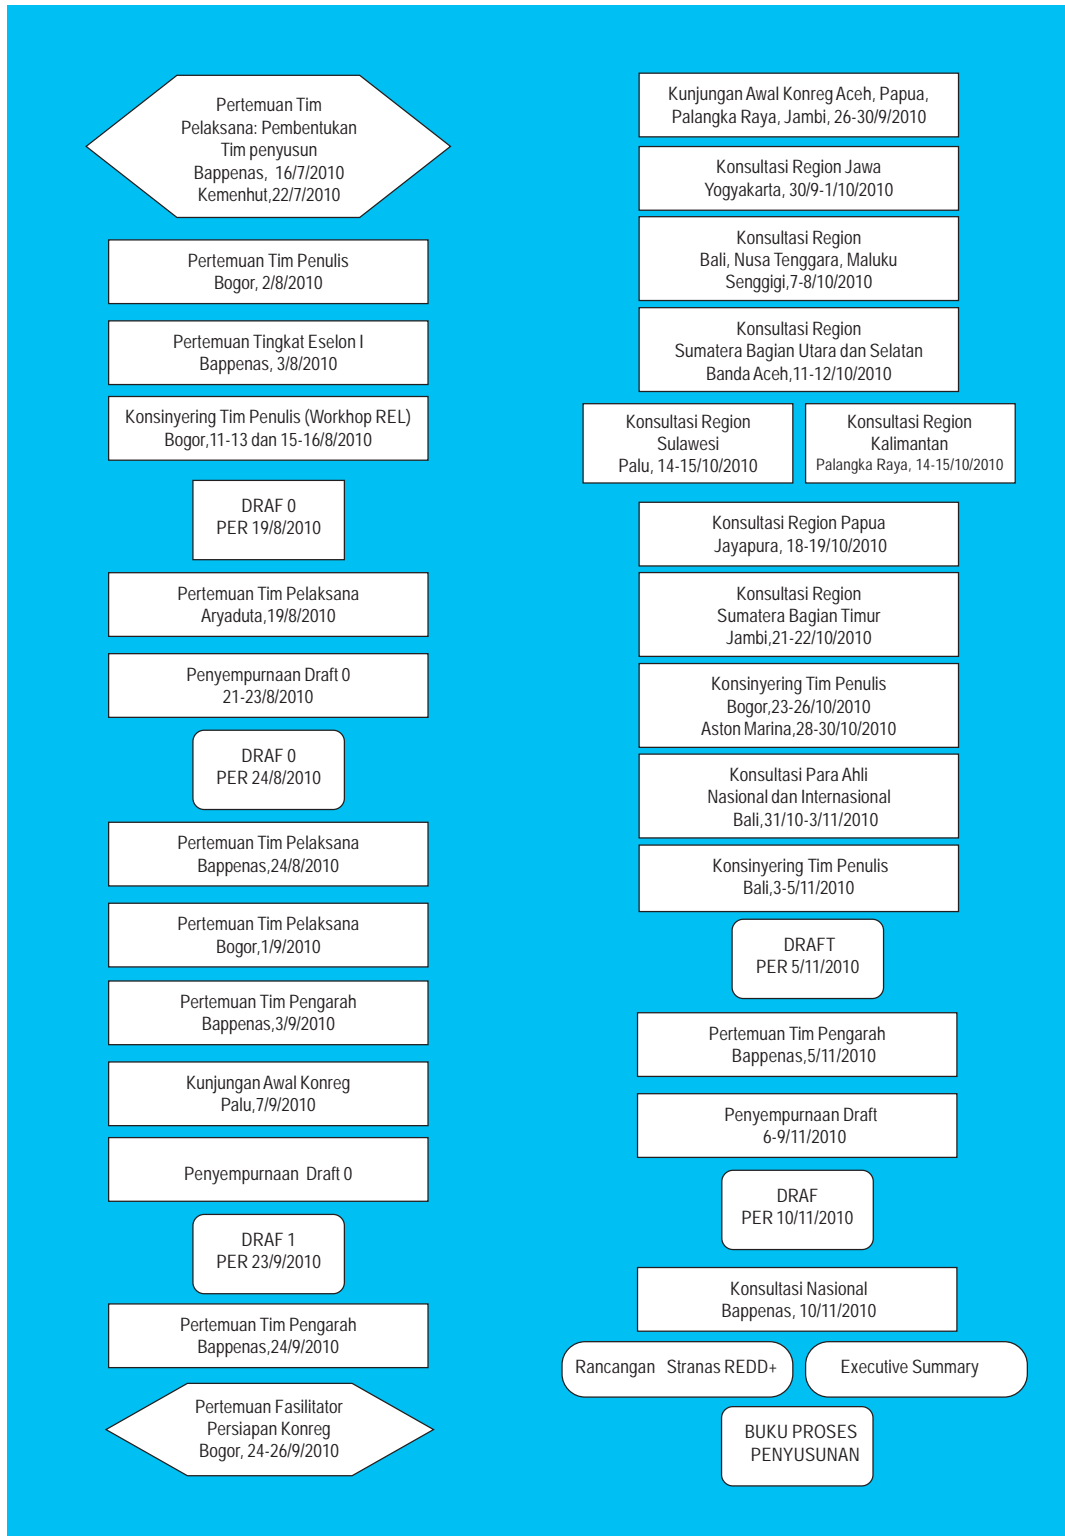 Pertemuan Tim
Pelaksana: Pembentukan
Tim penyusun
Bappenas, 16/7/2010
Kemenhut,22/7/2010
Pertemuan Tim Penulis
Bogor, 2/8/2010
Pertemuan Tingkat Eselon I
Bappenas, 3/8/2010
Konsinyering Tim Penulis (Workhop REL)
Bogor,11-13 dan 15-16/8/2010
DRAF 0
PER 19/8/2010
Pertemuan Tim Pelaksana
Aryaduta,19/8/2010
Penyempurnaan Draft 0
21-23/8/2010
DRAF 0
PER 24/8/2010
Pertemuan Tim Pelaksana
Bappenas,24/8/2010
Pertemuan Tim Pelaksana
Bogor,1/9/2010
Pertemuan Tim Pengarah
Bappenas,3/9/2010
Kunjungan Awal Konreg
Palu,7/9/2010
Penyempurnaan Draft 0
DRAF 1
PER 23/9/2010
Pertemuan Tim Pengarah
Bappenas,24/9/2010
Pertemuan Fasilitator
Persiapan Konreg
Bogor, 24-26/9/2010
Kunjungan Awal Konreg Aceh, Papua,
Palangka Raya, Jambi, 26-30/9/2010
Konsultasi Region Jawa
Yogyakarta, 30/9-1/10/2010
Konsultasi Region
Bali, Nusa Tenggara, Maluku
Senggigi,7-8/10/2010
Konsultasi Region
Sumatera Bagian Utara dan Selatan
Banda Aceh,11-12/10/2010
Konsultasi Region
Sulawesi
Palu, 14-15/10/2010
Konsultasi Region
Kalimantan
Palangka Raya, 14-15/10/2010
Konsultasi Region Papua
Jayapura, 18-19/10/2010
Konsultasi Region
Sumatera Bagian Timur
Jambi,21-22/10/2010
Konsinyering Tim Penulis
Bogor,23-26/10/2010
Aston Marina,28-30/10/2010
Konsultasi Para Ahli
Nasional dan Internasional
Bali,31/10-3/11/2010
Konsinyering Tim Penulis
Bali,3-5/11/2010
DRAFT
PER 5/11/2010
Pertemuan Tim Pengarah
Bappenas,5/11/2010
Penyempurnaan Draft
6-9/11/2010
DRAF
PER 10/11/2010
Konsultasi Nasional
Bappenas, 10/11/2010
Rancangan Stranas REDD+
Executive Summary
BUKU PROSES
PENYUSUNAN